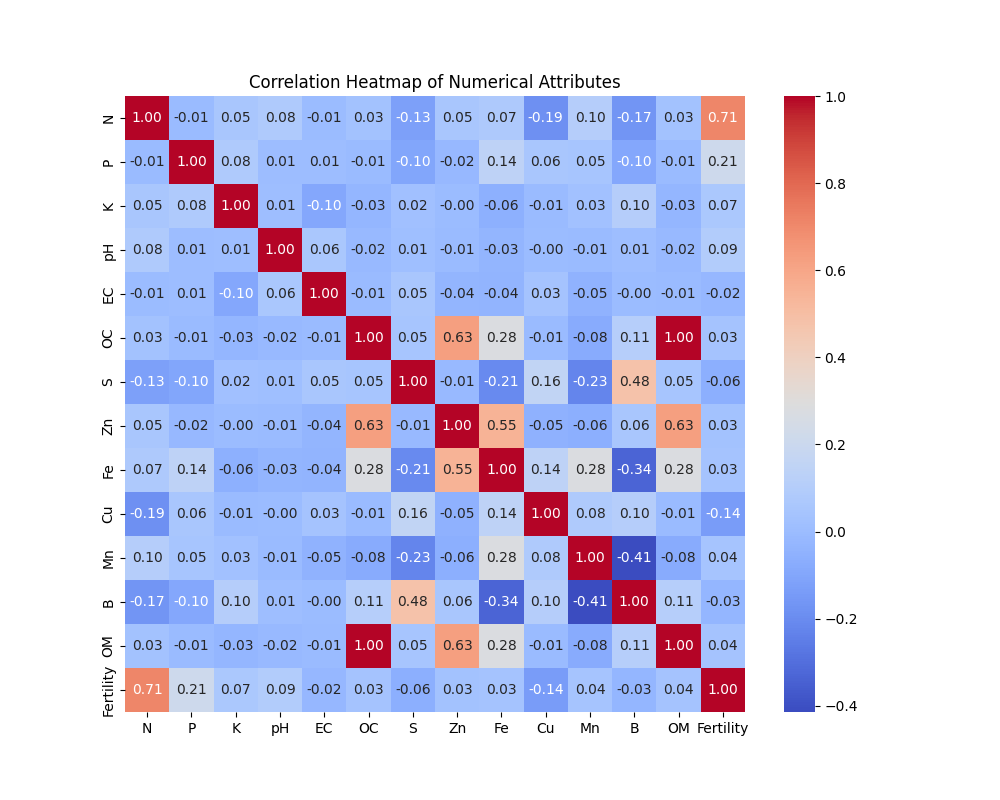 Correlation Heatmap of Numerical Attributes
N 1.00 -0.01 0.05 0.08 -0.01 0.03 -0.13 0.05 0.07 -0.19 0.10 -0.17 0.03 0.71
P -0.01 1.00 0.08 0.01 0.01 -0.01 -0.10 -0.02 0.14 0.06 0.05 -0.10 -0.01 0.21
K 0.05 0.08 1.00 0.01 -0.10 -0.03 0.02 -0.00 -0.06 -0.01 0.03 0.10 -0.03 0.07
pH 0.08 0.01 0.01 1.00 0.06 -0.02 0.01 -0.01 -0.03 -0.00 -0.01 0.01 -0.02 0.09
EC -0.01 0.01 -0.10 0.06 1.00 -0.01 0.05 -0.04 -0.04 0.03 -0.05 -0.00 -0.01 -0.02
OC 0.03 -0.01 -0.03 -0.02 -0.01 1.00 0.05 0.63 0.28 -0.01 -0.08 0.11 1.00 0.03
S -0.13 -0.10 0.02 0.01 0.05 0.05 1.00 -0.01 -0.21 0.16 -0.23 0.48 0.05 -0.06
Zn 0.05 -0.02 -0.00 -0.01 -0.04 0.63 -0.01 1.00 0.55 -0.05 -0.06 0.06 0.63 0.03
Fe 0.07 0.14 -0.06 -0.03 -0.04 0.28 -0.21 0.55 1.00 0.14 0.28 -0.34 0.28 0.03
Cu -0.19 0.06 -0.01 -0.00 0.03 -0.01 0.16 -0.05 0.14 1.00 0.08 0.10 -0.01 -0.14
Mn 0.10 0.05 0.03 -0.01 -0.05 -0.08 -0.23 -0.06 0.28 0.08 1.00 -0.41 -0.08 0.04
B -0.17 -0.10 0.10 0.01 -0.00 0.11 0.48 0.06 -0.34 0.10 -0.41 1.00 0.11 -0.03
OM 0.03 -0.01 -0.03 -0.02 -0.01 1.00 0.05 0.63 0.28 -0.01 -0.08 0.11 1.00 0.04
Fertility 0.71 0.21 0.07 0.09 -0.02 0.03 -0.06 0.03 0.03 -0.14 0.04 -0.03 0.04 1.00
N P K pH EC OC S Zn Fe Cu Mn B OM Fertility
1.0
0.8
0.6
0.4
0.2
0.0
−0.2
−0.4